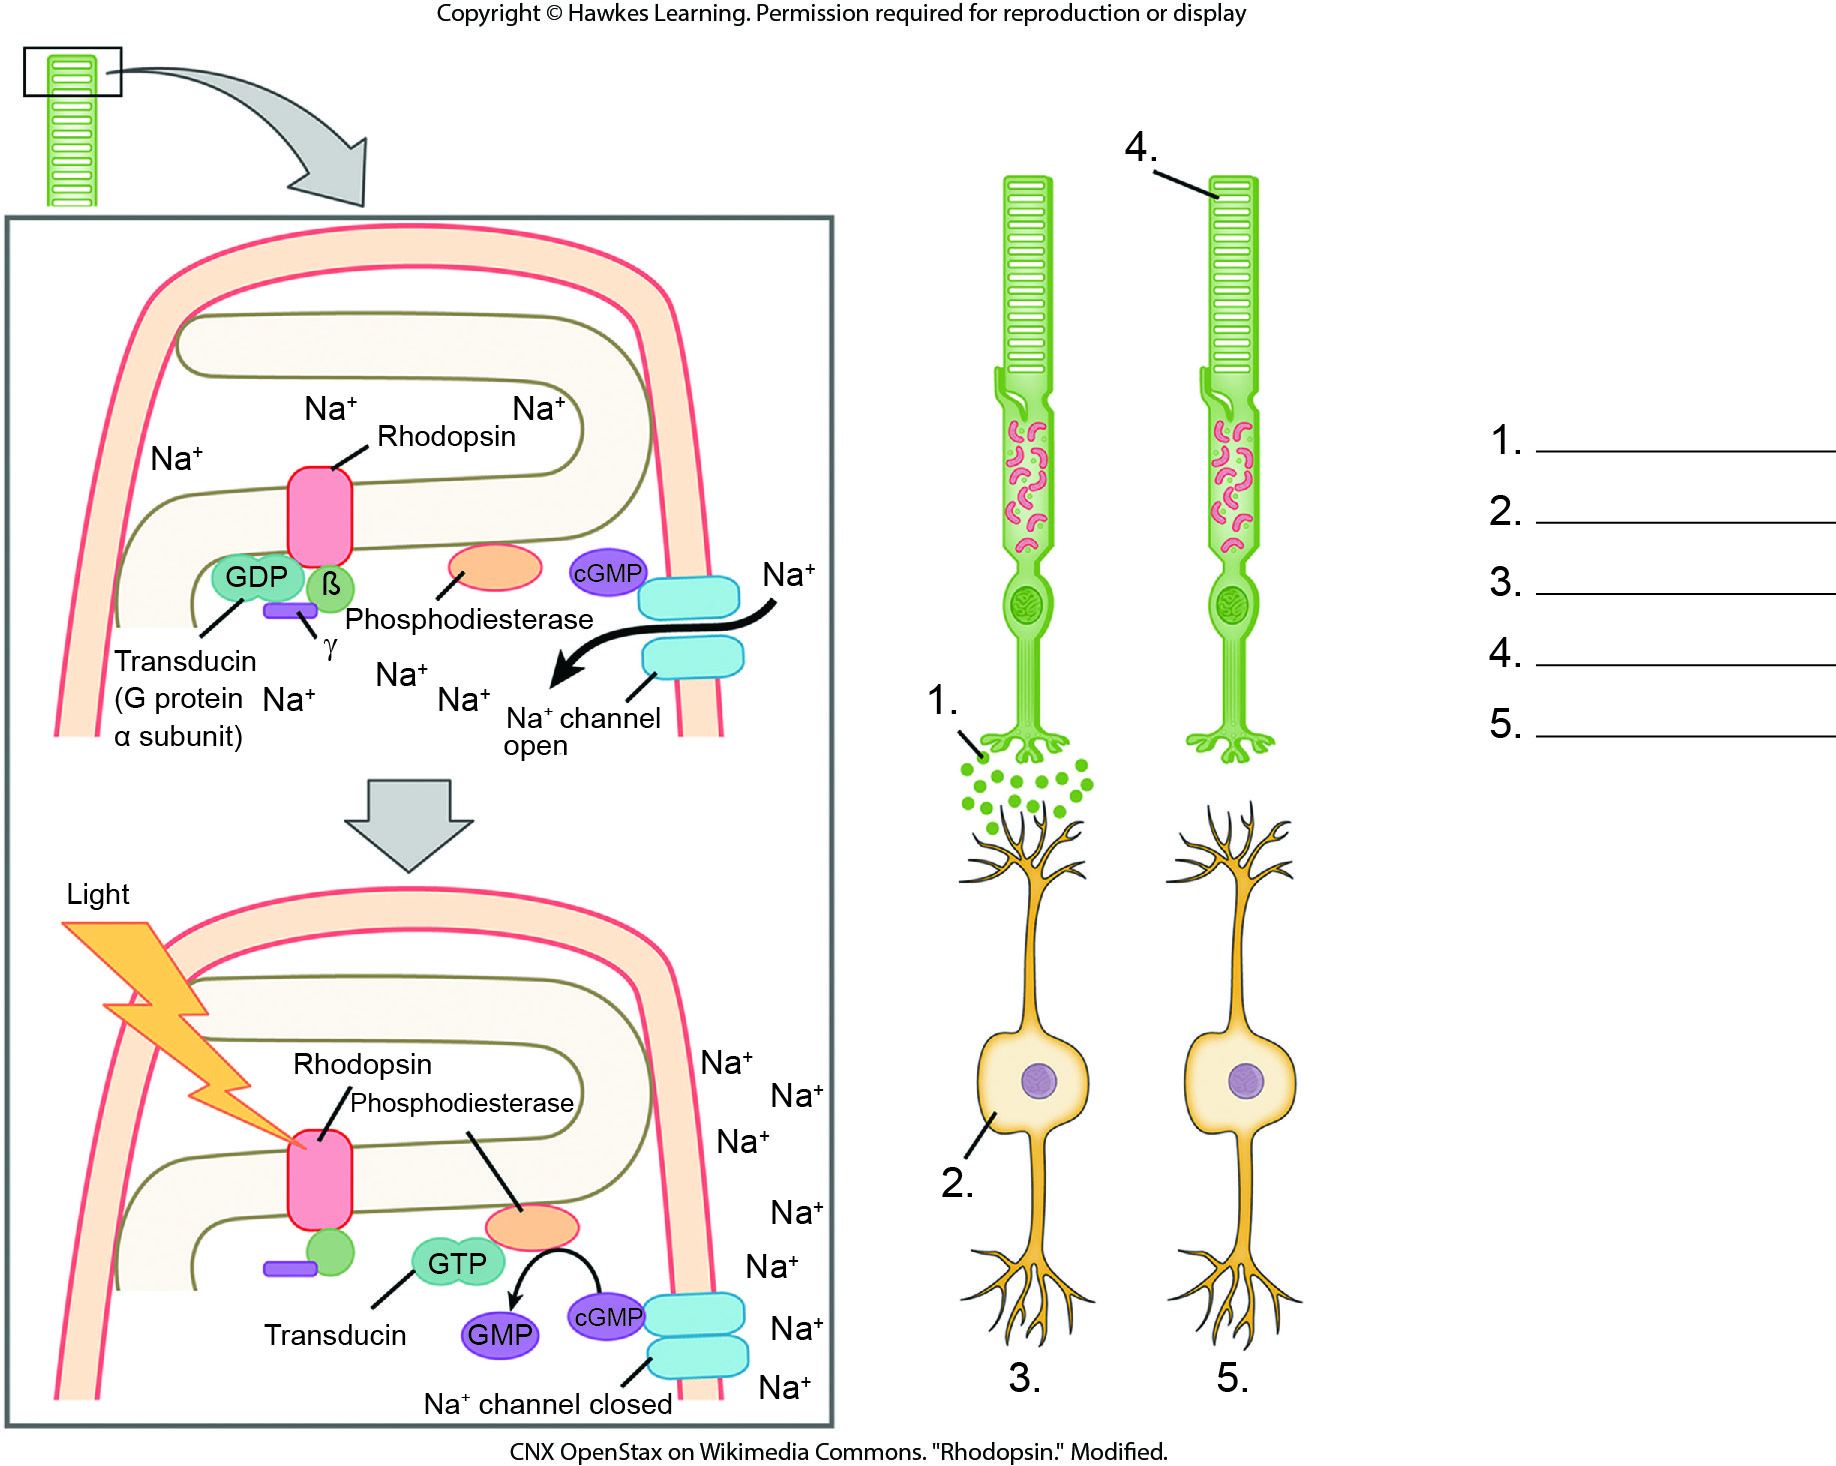 Copyright © Hawkes Learning. Permission required for reproduction or display
Na⁺
Na⁺
Rhodopsin
Na⁺
GDP
ß
cGMP
Na⁺
Phosphodiesterase
γ
Transducin
(G protein
α subunit)
Na⁺
Na⁺
Na⁺
Na⁺ channel
open
Light
Rhodopsin
Phosphodiesterase
Na⁺
Na⁺
Na⁺
Na⁺
GTP
Na⁺
Transducin
GMP
cGMP
Na⁺
Na⁺ channel closed
Na⁺
4.
1.
2.
3.
5.
1.
2.
3.
4.
5.
CNX OpenStax on Wikimedia Commons. "Rhodopsin." Modified.